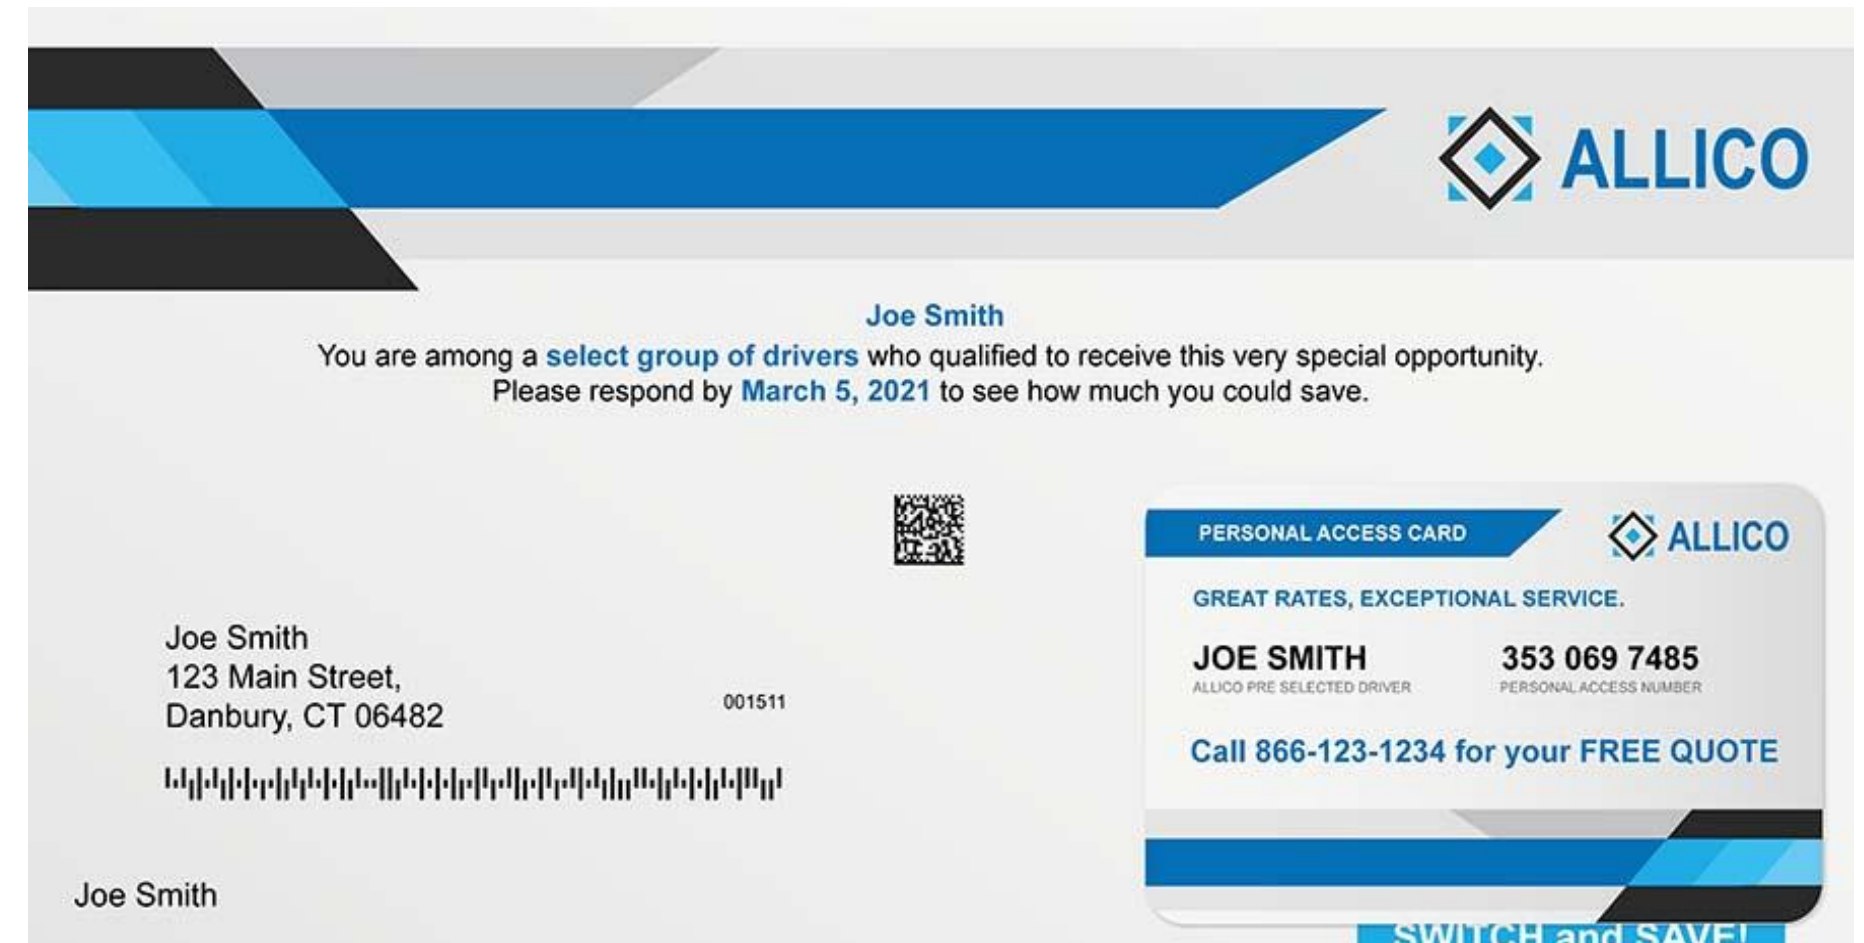 ALLICO
Joe Smith
You are among a select group of drivers who qualified to receive this very special opportunity.
Please respond by March 5, 2021 to see how much you could save.
PERSONAL ACCESS CARD
ALLICO
GREAT RATES, EXCEPTIONAL SERVICE.
JOE SMITH
353 069 7485
ALLICO PRE SELECTED DRIVER
PERSONAL ACCESS NUMBER
Call 866-123-1234 for your FREE QUOTE
Joe Smith
123 Main Street,
Danbury, CT 06482
001511
Joe Smith
SWITCH and SAVE!